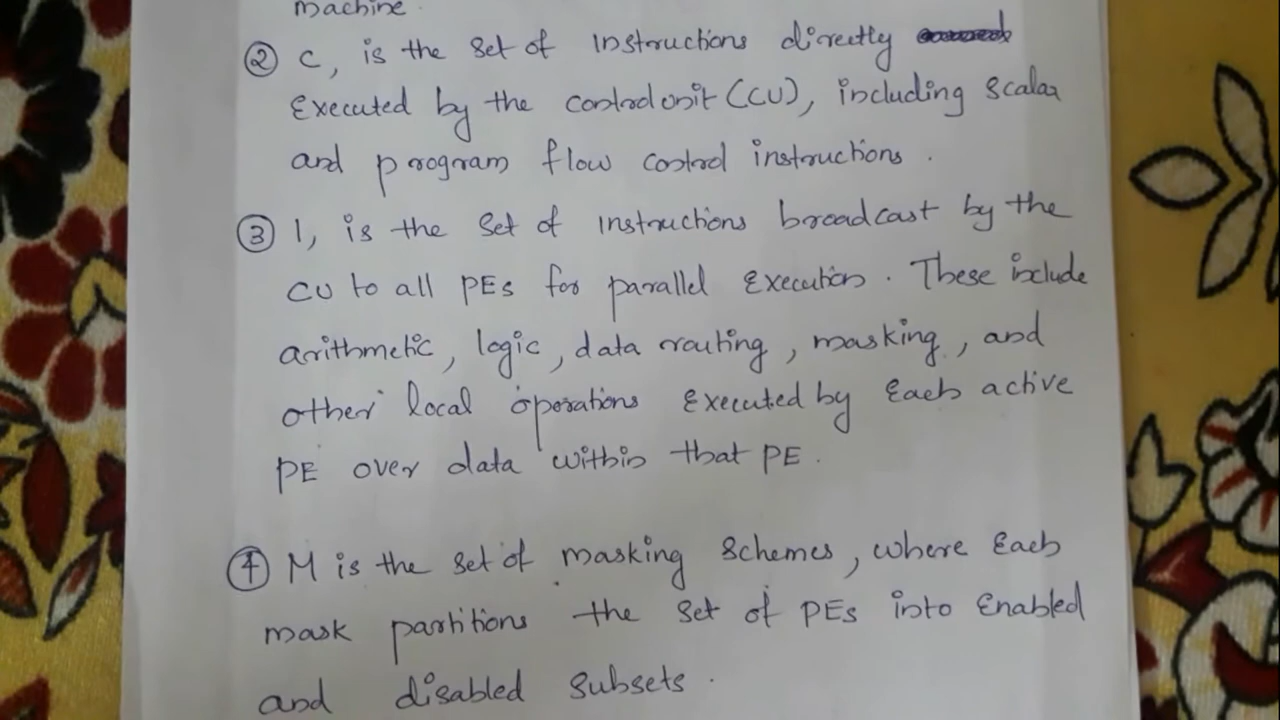 machine.
② C, is the set of instructions directly
Executed by the control unit (CU), including scalar
and program flow control instructions.
③ I, is the set of instructions broadcast by the
CU to all PEs for parallel Execution. These include
arithmetic, logic, data routing, masking, and
other local operations Executed by Each active
PE over data within that PE.
④ M is the set of masking schemes, where Each
mask partitions the set of PEs into Enabled
and disabled subsets.